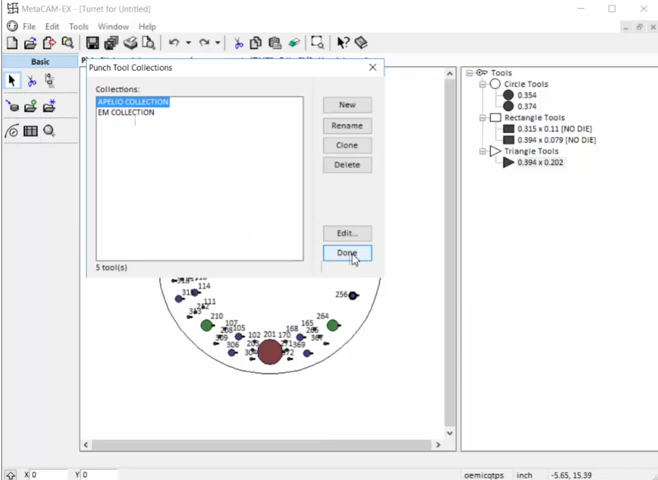 MetaCAM-EX - [Turret for Untitled]
File Edit Tools Window Help
Basic
Punch Tool Collections
Collections:
APELIO COLLECTION
EM COLLECTION
New
Rename
Clone
Delete
Edit...
Done
5 tool(s)
Tools
Circle Tools
0.354
0.374
Rectangle Tools
0.315 x 0.11 [NO DIE]
0.394 x 0.079 [NO DIE]
Triangle Tools
0.394 x 0.202
114
111
256
210
107
105
102
201
170
168
165
264
306
369
X 0
Y 0
oemicqtps
inch
-5.65, 15.39